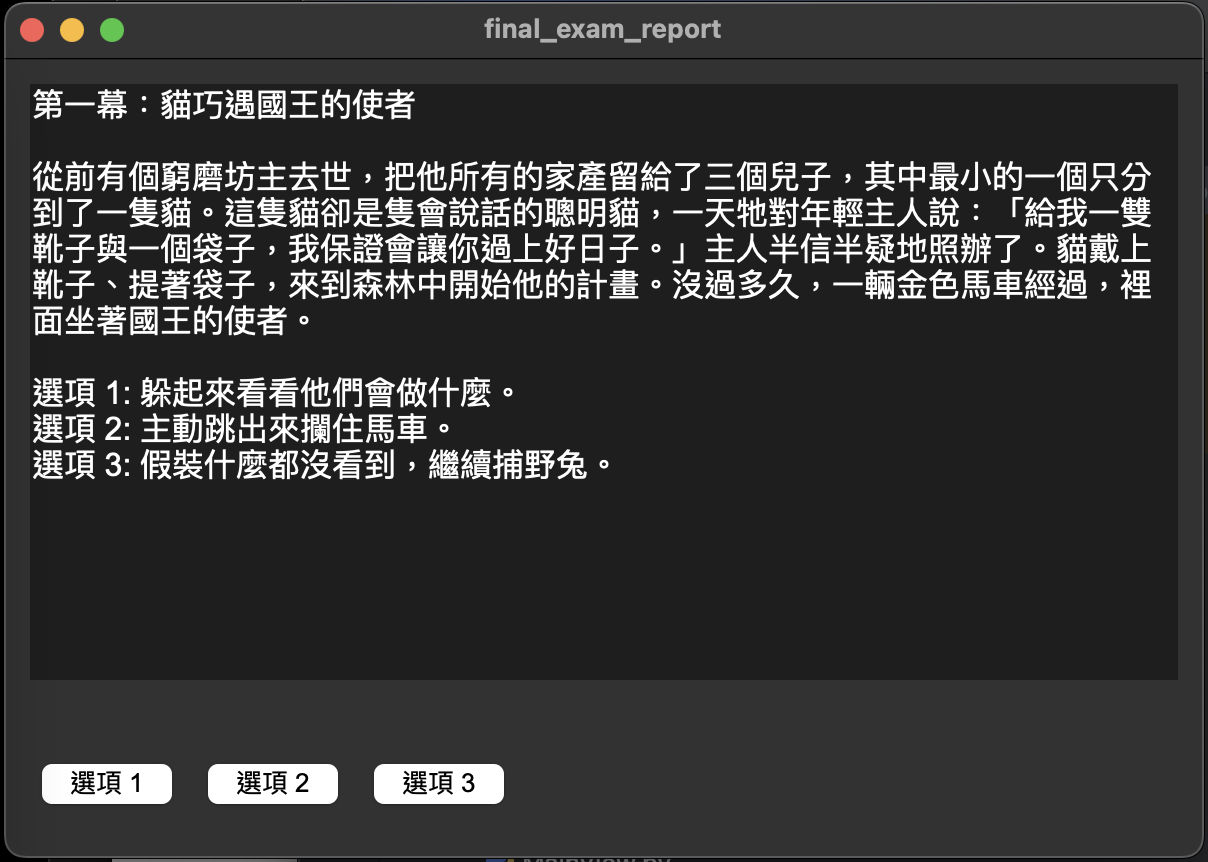 final_exam_report
第一幕：貓巧遇國王的使者
從前有個窮磨坊主去世，把他所有的家產留給了三個兒子，其中最小的一個只分
到了一隻貓。這隻貓卻是隻會說話的聰明貓，一天牠對年輕主人說：「給我一雙
靴子與一個袋子，我保證會讓你過上好日子。」主人半信半疑地照辦了。貓戴上
靴子、提著袋子，來到森林中開始他的計畫。沒過多久，一輛金色馬車經過，裡
面坐著國王的使者。
選項 1: 躲起來看看他們會做什麼。
選項 2: 主動跳出來攔住馬車。
選項 3: 假裝什麼都沒看到，繼續捕野兔。
選項 1 選項 2 選項 3